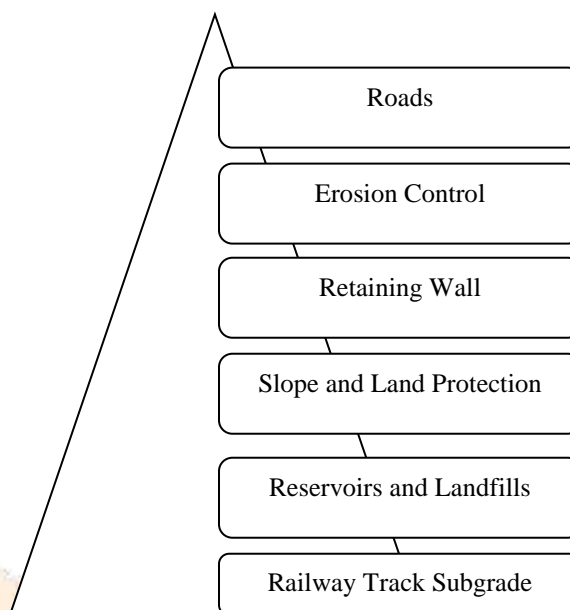 Roads
Erosion Control
Retaining Wall
Slope and Land Protection
Reservoirs and Landfills
Railway Track Subgrade